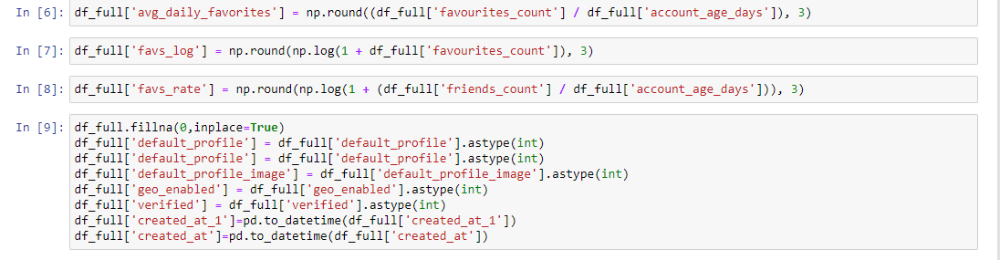 In [6]: df_full['avg_daily_favorites'] = np.round((df_full['favourites_count'] / df_full['account_age_days']), 3)
In [7]: df_full['favs_log'] = np.round(np.log(1 + df_full['favourites_count']), 3)
In [8]: df_full['favs_rate'] = np.round(np.log(1 + (df_full['friends_count'] / df_full['account_age_days'])), 3)
In [9]: df_full.fillna(0,inplace=True)
df_full['default_profile'] = df_full['default_profile'].astype(int)
df_full['default_profile'] = df_full['default_profile'].astype(int)
df_full['default_profile_image'] = df_full['default_profile_image'].astype(int)
df_full['geo_enabled'] = df_full['geo_enabled'].astype(int)
df_full['verified'] = df_full['verified'].astype(int)
df_full['created_at_1']=pd.to_datetime(df_full['created_at_1'])
df_full['created_at']=pd.to_datetime(df_full['created_at'])